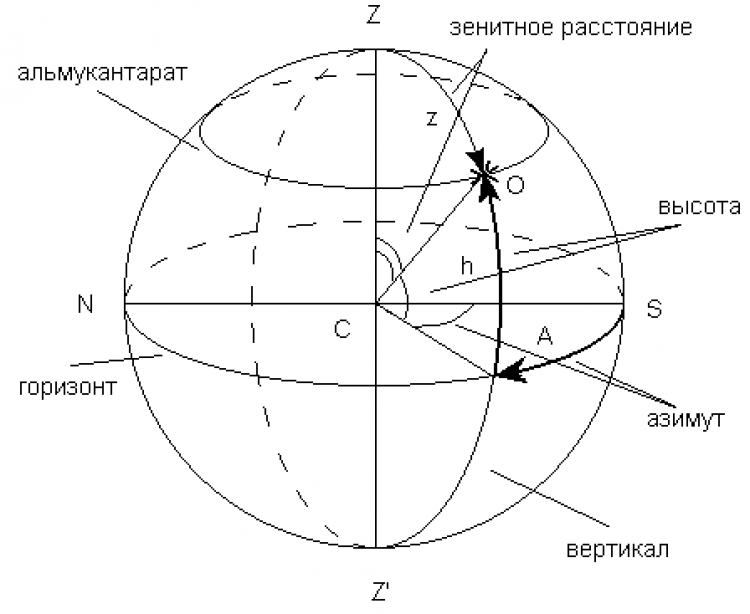 Z
зенитное расстояние
альмукантарат
z
O
высота
h
N
C
S
A
горизонт
азимут
вертикал
Z'